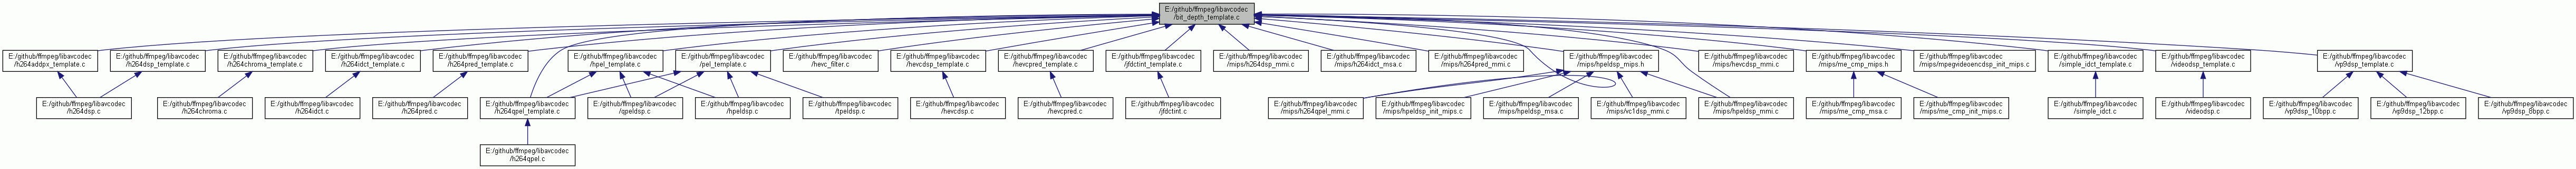 E:/github/ffmpeg/libavcodec
/bit_depth_template.c
E:/github/ffmpeg/libavcodec
/h264addpx_template.c
E:/github/ffmpeg/libavcodec
/h264dsp_template.c
E:/github/ffmpeg/libavcodec
/h264chroma_template.c
E:/github/ffmpeg/libavcodec
/h264idct_template.c
E:/github/ffmpeg/libavcodec
/h264pred_template.c
E:/github/ffmpeg/libavcodec
/hpel_template.c
E:/github/ffmpeg/libavcodec
/pel_template.c
E:/github/ffmpeg/libavcodec
/hevc_filter.c
E:/github/ffmpeg/libavcodec
/hevcdsp_template.c
E:/github/ffmpeg/libavcodec
/hevcpred_template.c
E:/github/ffmpeg/libavcodec
/jfdctint_template.c
E:/github/ffmpeg/libavcodec
/mips/h264dsp_mmi.c
E:/github/ffmpeg/libavcodec
/mips/h264idct_msa.c
E:/github/ffmpeg/libavcodec
/mips/h264pred_mmi.c
E:/github/ffmpeg/libavcodec
/mips/hpeldsp_mips.h
E:/github/ffmpeg/libavcodec
/mips/hevcdsp_mmi.c
E:/github/ffmpeg/libavcodec
/mips/me_cmp_mips.h
E:/github/ffmpeg/libavcodec
/mips/mpegvideoencdsp_init_mips.c
E:/github/ffmpeg/libavcodec
/simple_idct_template.c
E:/github/ffmpeg/libavcodec
/videodsp_template.c
E:/github/ffmpeg/libavcodec
/vp9dsp_template.c
E:/github/ffmpeg/libavcodec
/h264dsp.c
E:/github/ffmpeg/libavcodec
/h264chroma.c
E:/github/ffmpeg/libavcodec
/h264idct.c
E:/github/ffmpeg/libavcodec
/h264pred.c
E:/github/ffmpeg/libavcodec
/h264qpel_template.c
E:/github/ffmpeg/libavcodec
/qpeldsp.c
E:/github/ffmpeg/libavcodec
/hpeldsp.c
E:/github/ffmpeg/libavcodec
/tpeldsp.c
E:/github/ffmpeg/libavcodec
/hevcdsp.c
E:/github/ffmpeg/libavcodec
/hevcpred.c
E:/github/ffmpeg/libavcodec
/jfdctint.c
E:/github/ffmpeg/libavcodec
/mips/h264qpel_mmi.c
E:/github/ffmpeg/libavcodec
/mips/hpeldsp_init_mips.c
E:/github/ffmpeg/libavcodec
/mips/hpeldsp_msa.c
E:/github/ffmpeg/libavcodec
/mips/vc1dsp_mmi.c
E:/github/ffmpeg/libavcodec
/mips/hpeldsp_mmi.c
E:/github/ffmpeg/libavcodec
/mips/me_cmp_msa.c
E:/github/ffmpeg/libavcodec
/mips/me_cmp_init_mips.c
E:/github/ffmpeg/libavcodec
/simple_idct.c
E:/github/ffmpeg/libavcodec
/videodsp.c
E:/github/ffmpeg/libavcodec
/vp9dsp_10bpp.c
E:/github/ffmpeg/libavcodec
/vp9dsp_12bpp.c
E:/github/ffmpeg/libavcodec
/vp9dsp_8bpp.c
E:/github/ffmpeg/libavcodec
/h264qpel.c